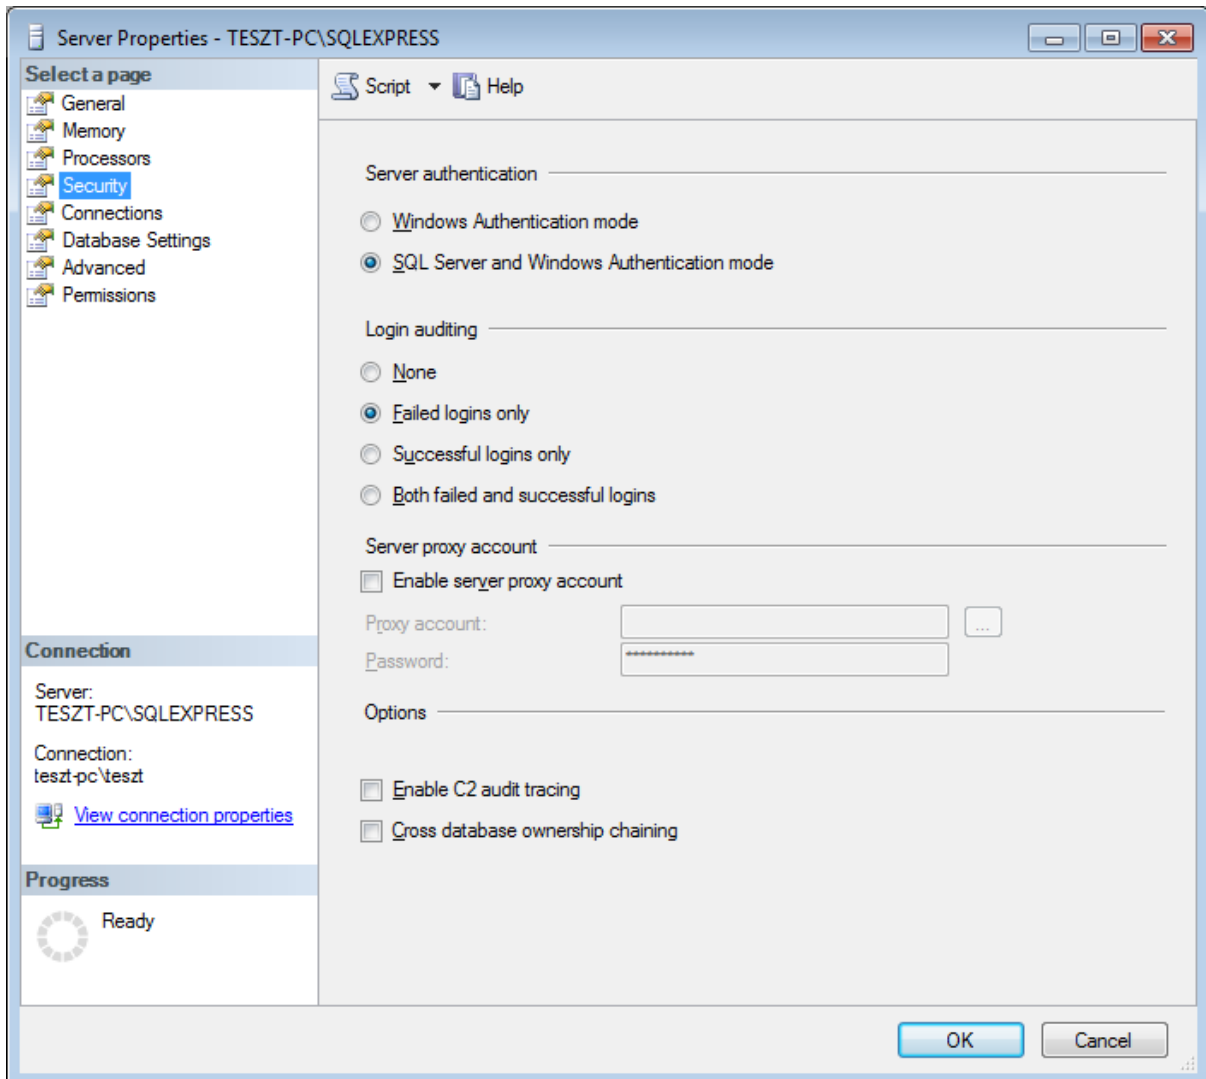 Server Properties - TESZT-PC\SQLEXPRESS
Select a page
General
Memory
Processors
Security
Connections
Database Settings
Advanced
Permissions
Connection
Server:
TESZT-PC\SQLEXPRESS
Connection:
teszt-pc\teszt
View connection properties
Progress
Ready
Script
Help
Server authentication
Windows Authentication mode
SQL Server and Windows Authentication mode
Login auditing
None
Failed logins only
Successful logins only
Both failed and successful logins
Server proxy account
Enable server proxy account
Proxy account:
...
Password: **********
Options
Enable C2 audit tracing
Cross database ownership chaining
OK Cancel